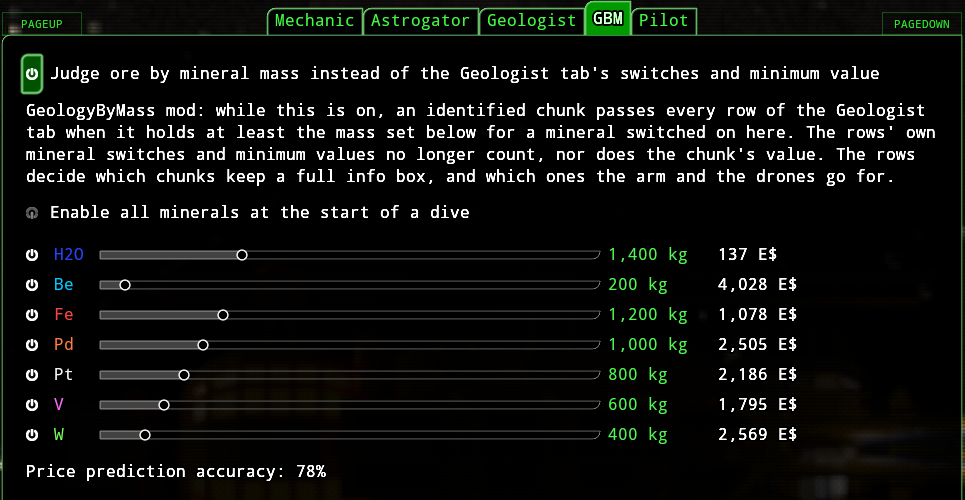 PAGEUP Mechanic Astrogator Geologist GBM Pilot PAGEDOWN
Judge ore by mineral mass instead of the Geologist tab's switches and minimum value
GeologyByMass mod: while this is on, an identified chunk passes every row of the Geologist
tab when it holds at least the mass set below for a mineral switched on here. The rows' own
mineral switches and minimum values no longer count, nor does the chunk's value. The rows
decide which chunks keep a full info box, and which ones the arm and the drones go for.
Enable all minerals at the start of a dive
H2O 1,400 kg 137 E$
Be 200 kg 4,028 E$
Fe 1,200 kg 1,078 E$
Pd 1,000 kg 2,505 E$
Pt 800 kg 2,186 E$
V 600 kg 1,795 E$
W 400 kg 2,569 E$
Price prediction accuracy: 78%